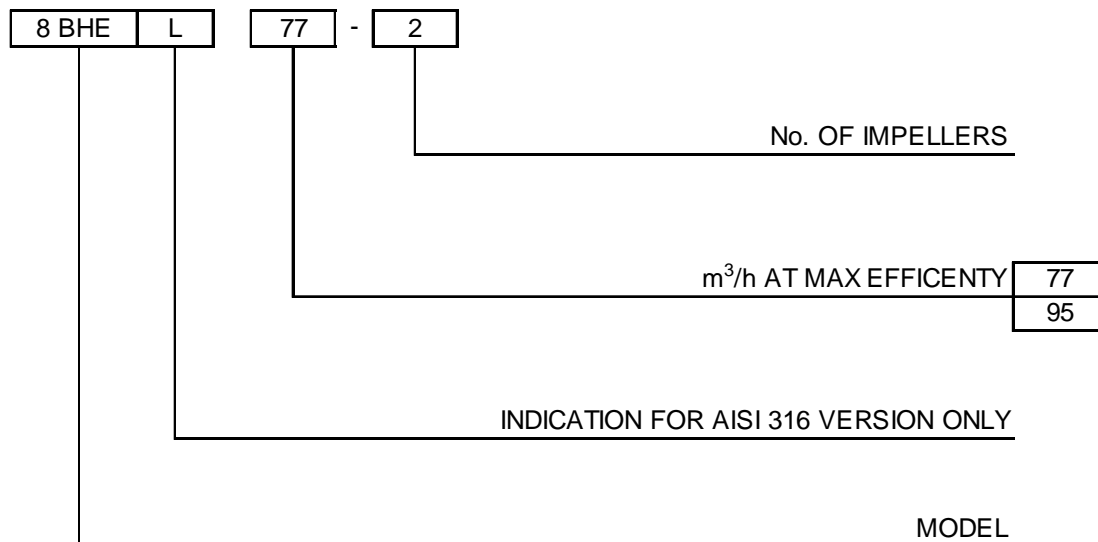 8 BHE L 77 - 2
No. OF IMPELLERS
m³/h AT MAX EFFICENTY 77
95
INDICATION FOR AISI 316 VERSION ONLY
MODEL